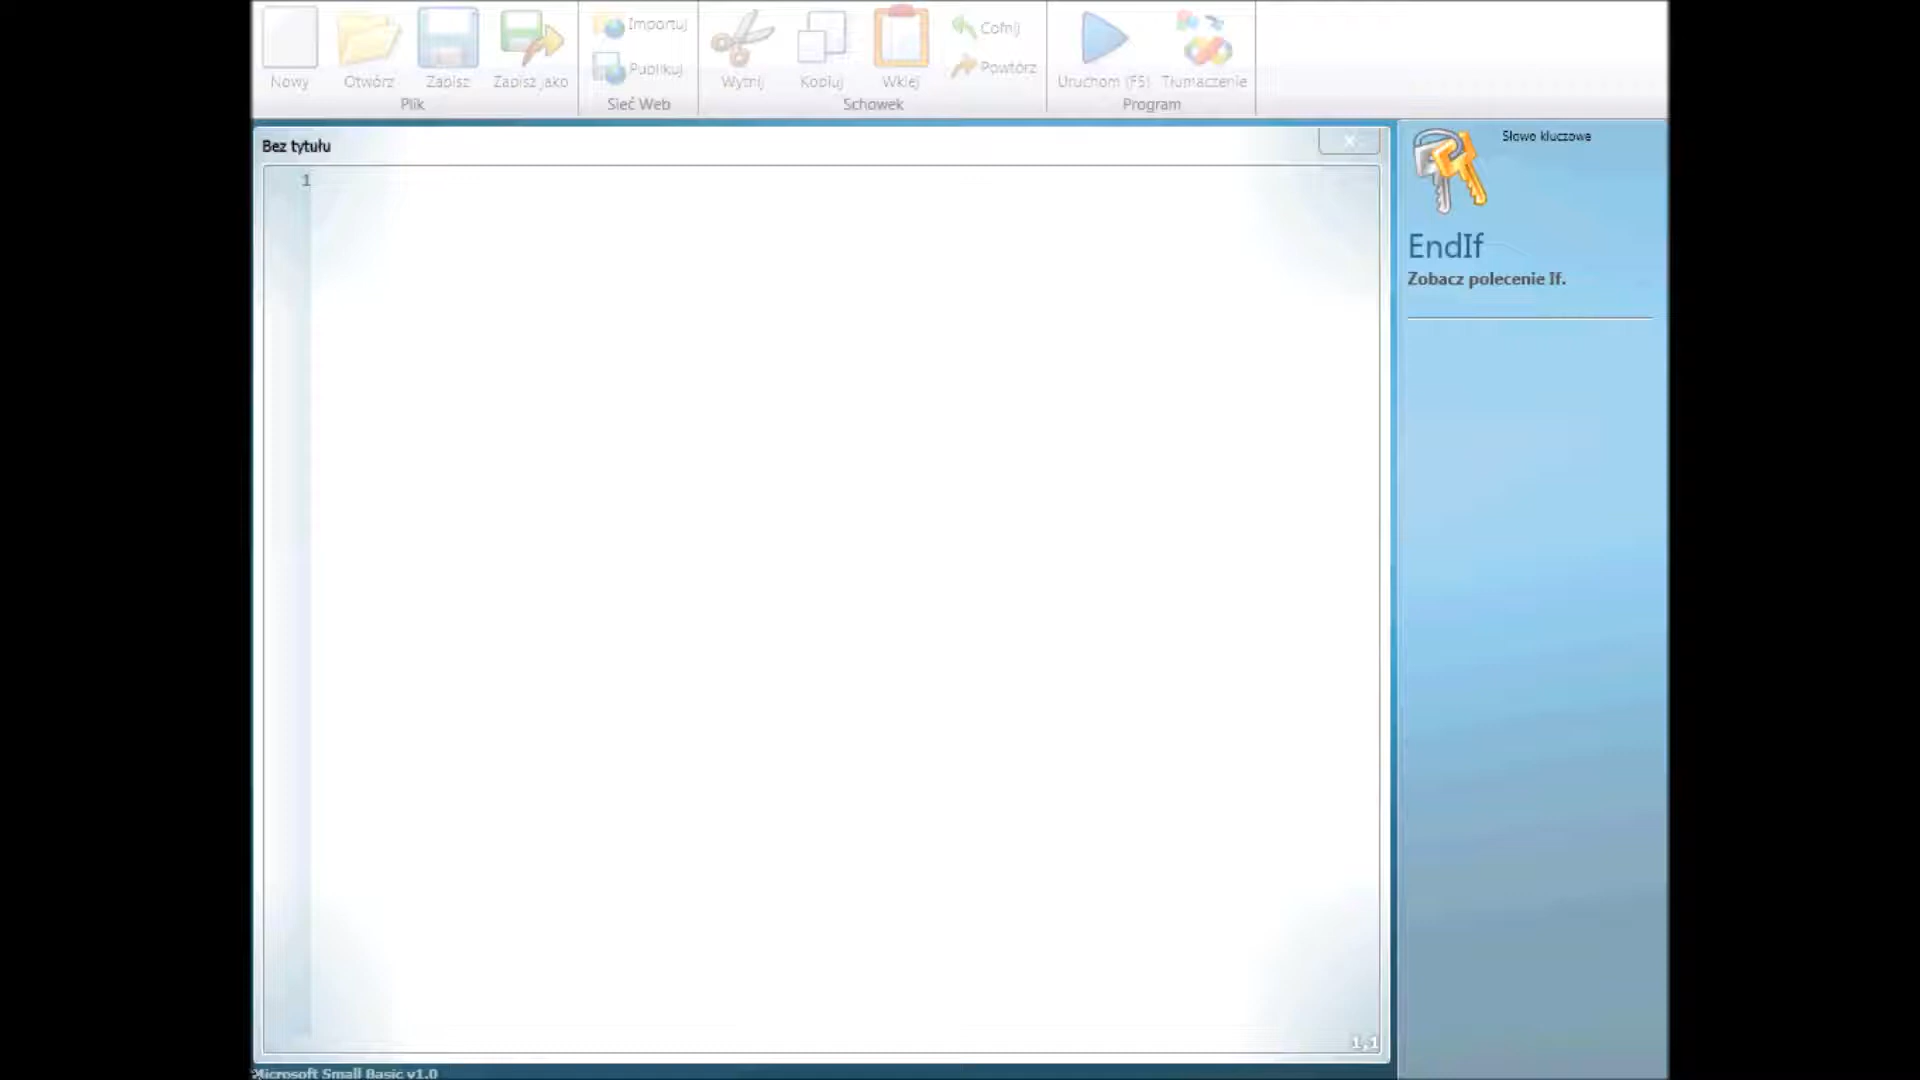 Nowy Otwórz Zapisz Zapisz jako
Plik
Importuj
Publikuj
Sieć Web
Wytnij Kopiuj Wklej
Cofnij
Powtórz
Schowek
Uruchom (F5) Tłumaczenie
Program
Bez tytułu
1
1,1
Słowo kluczowe
EndIf
Zobacz polecenie If.
Microsoft Small Basic v1.0